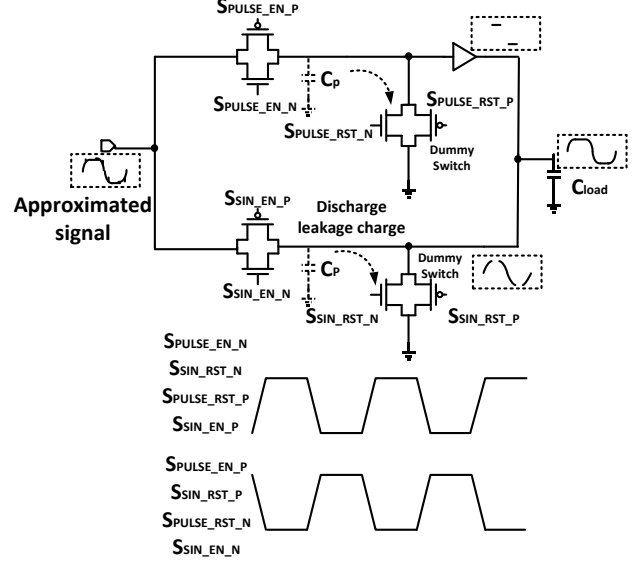 SPULSE_EN_P
CP
SPULSE_EN_N
SPULSE_RST_P
SPULSE_RST_N
Dummy
Switch
Approximated
signal
Cload
SSIN_EN_P
Discharge
leakage charge
Dummy
Switch
CP
SSIN_EN_N
SSIN_RST_N
SSIN_RST_P
SPULSE_EN_N
SSIN_RST_N
SPULSE_RST_P
SSIN_EN_P
SPULSE_EN_P
SSIN_RST_P
SPULSE_RST_N
SSIN_EN_N